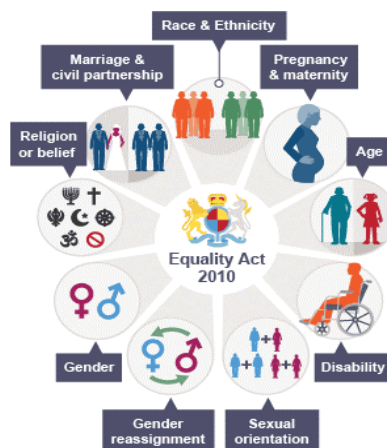 Race & Ethnicity
Marriage &
civil partnership
Pregnancy
& maternity
Religion
or belief
Age
Equality Act
2010
Gender
Disability
Gender
reassignment
Sexual
orientation